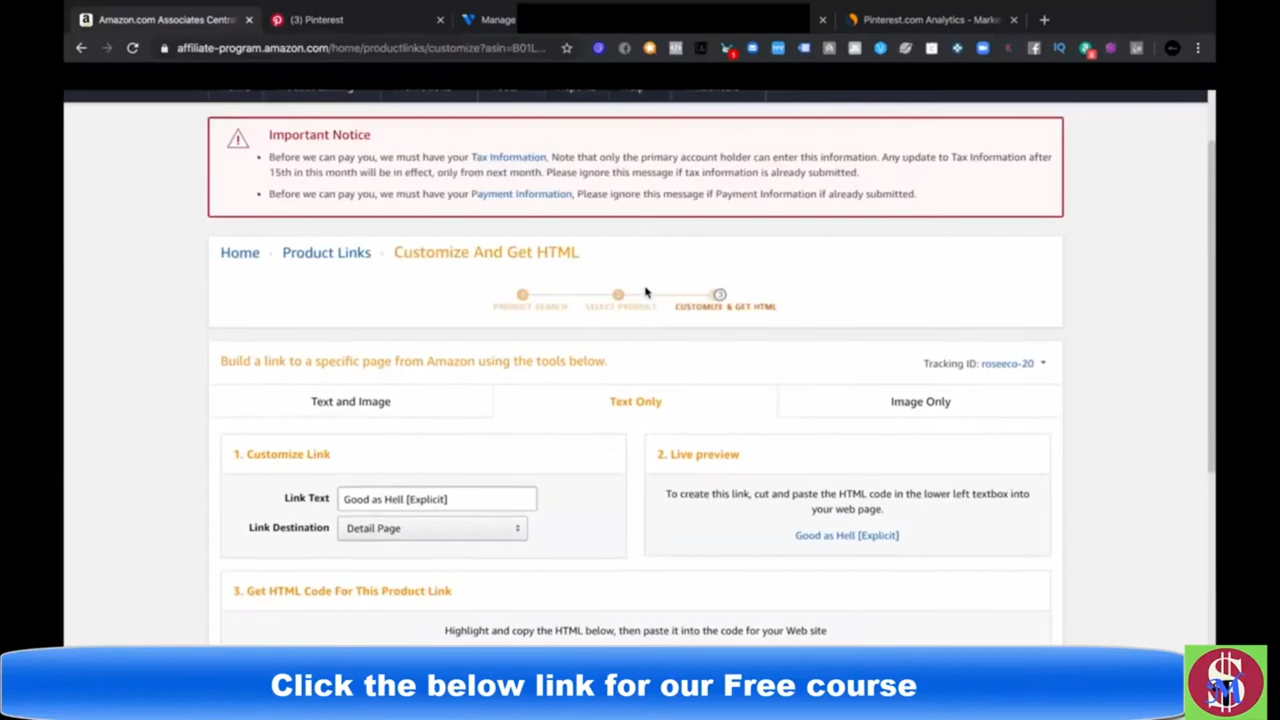 Amazon.com Associates Central
(3) Pinterest
Manage
Pinterest.com Analytics - Marke
affiliate-program.amazon.com/home/productlinks/customize?asin=B01L...
Important Notice
Before we can pay you, we must have your Tax Information, Note that only the primary account holder can enter this information. Any update to Tax Information after
15th in this month will be in effect, only from next month. Please ignore this message if tax information is already submitted.
Before we can pay you, we must have your Payment Information, Please ignore this message if Payment Information if already submitted.
Home Product Links Customize And Get HTML
1 2 3
PRODUCT SEARCH SELECT PRODUCT CUSTOMIZE & GET HTML
Build a link to a specific page from Amazon using the tools below.
Tracking ID: roseeco-20
Text and Image Text Only Image Only
1. Customize Link
Link Text Good as Hell [Explicit]
Link Destination Detail Page
2. Live preview
To create this link, cut and paste the HTML code in the lower left textbox into
your web page.
Good as Hell [Explicit]
3. Get HTML Code For This Product Link
Highlight and copy the HTML below, then paste it into the code for your Web site
Click the below link for our Free course